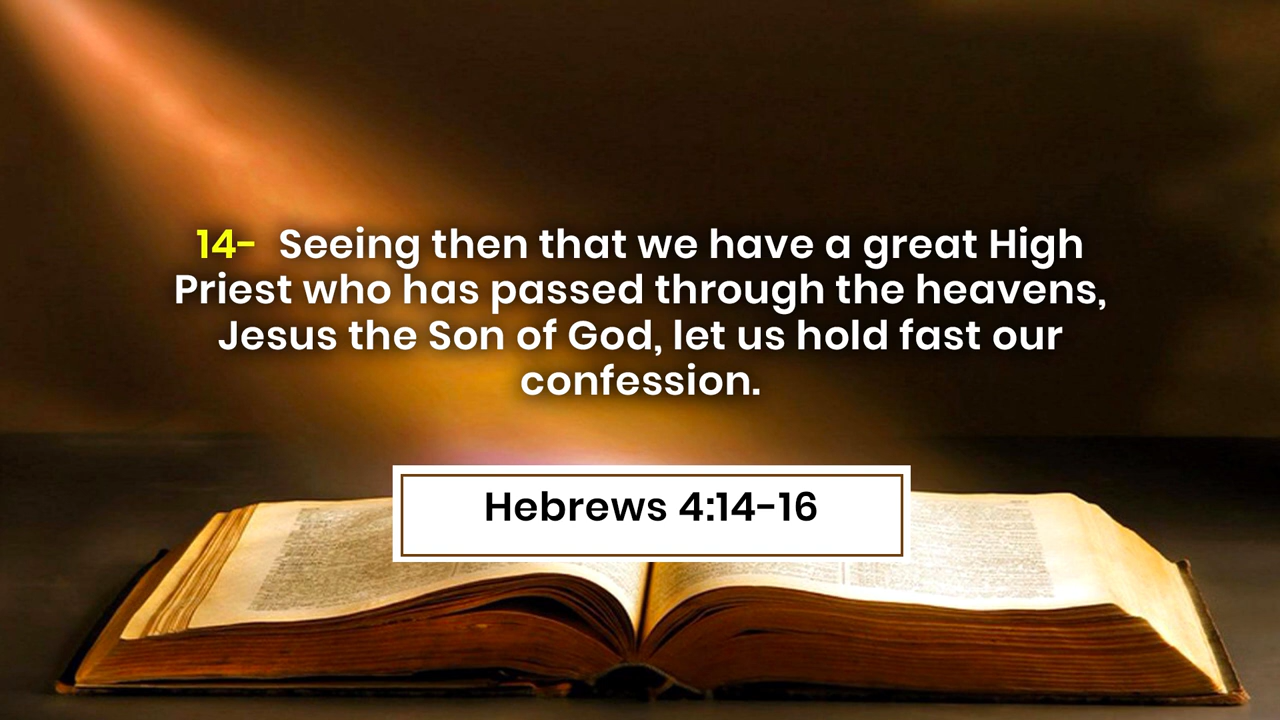 14- Seeing then that we have a great High
Priest who has passed through the heavens,
Jesus the Son of God, let us hold fast our
confession.
Hebrews 4:14-16